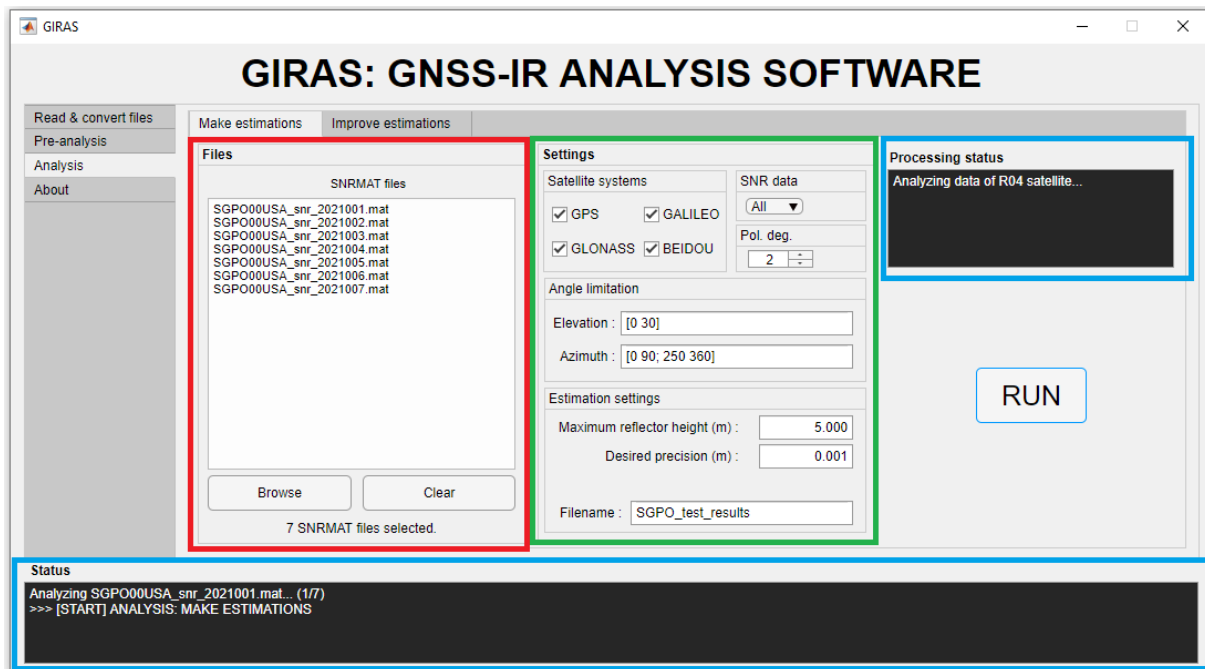 GIRAS
GIRAS: GNSS-IR ANALYSIS SOFTWARE
Read & convert files
Pre-analysis
Analysis
About
Make estimations
Improve estimations
Files
SNRMAT files
SGPO00USA_snr_2021001.mat
SGPO00USA_snr_2021002.mat
SGPO00USA_snr_2021003.mat
SGPO00USA_snr_2021004.mat
SGPO00USA_snr_2021005.mat
SGPO00USA_snr_2021006.mat
SGPO00USA_snr_2021007.mat
Browse
Clear
7 SNRMAT files selected.
Settings
Satellite systems
GPS
GALILEO
GLONASS
BEIDOU
SNR data
All
Pol. deg.
2
Angle limitation
Elevation : [0 30]
Azimuth : [0 90; 250 360]
Estimation settings
Maximum reflector height (m) : 5.000
Desired precision (m) : 0.001
Filename : SGPO_test_results
Processing status
Analyzing data of R04 satellite...
RUN
Status
Analyzing SGPO00USA_snr_2021001.mat... (1/7)
>>> [START] ANALYSIS: MAKE ESTIMATIONS